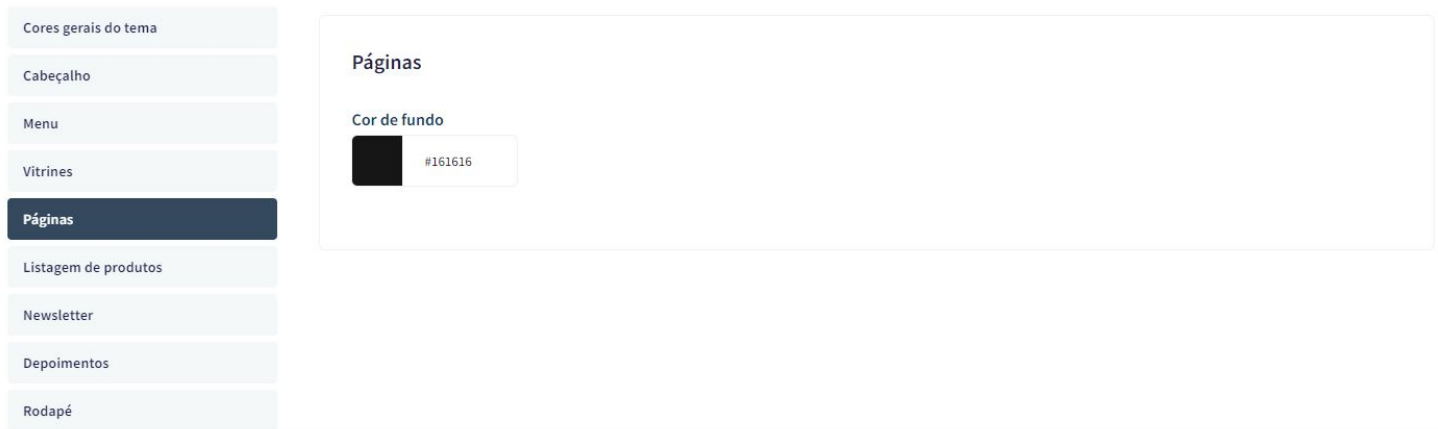 Cores gerais do tema
Cabeçalho
Menu
Vitrines
Páginas
Listagem de produtos
Newsletter
Depoimentos
Rodapé
Páginas
Cor de fundo
#161616